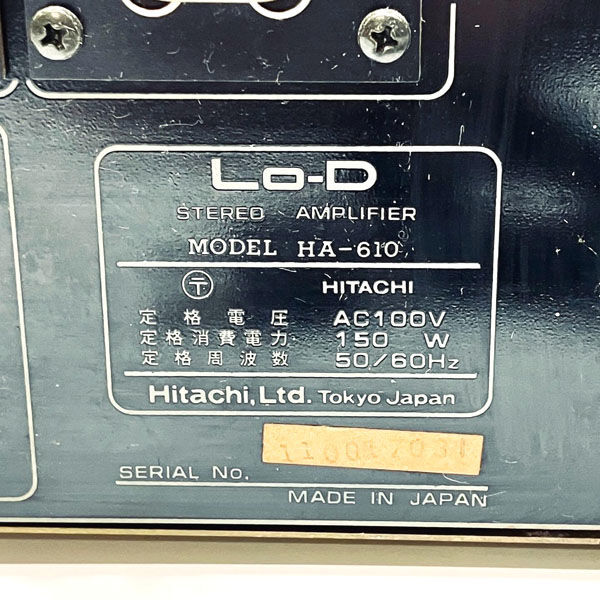 Lo-D
STEREO AMPLIFIER
MODEL HA-610
〒 HITACHI
定格電圧 AC100V
定格消費電力 150 W
定格周波数 50/60Hz
Hitachi, Ltd. Tokyo Japan
SERIAL No.
MADE IN JAPAN